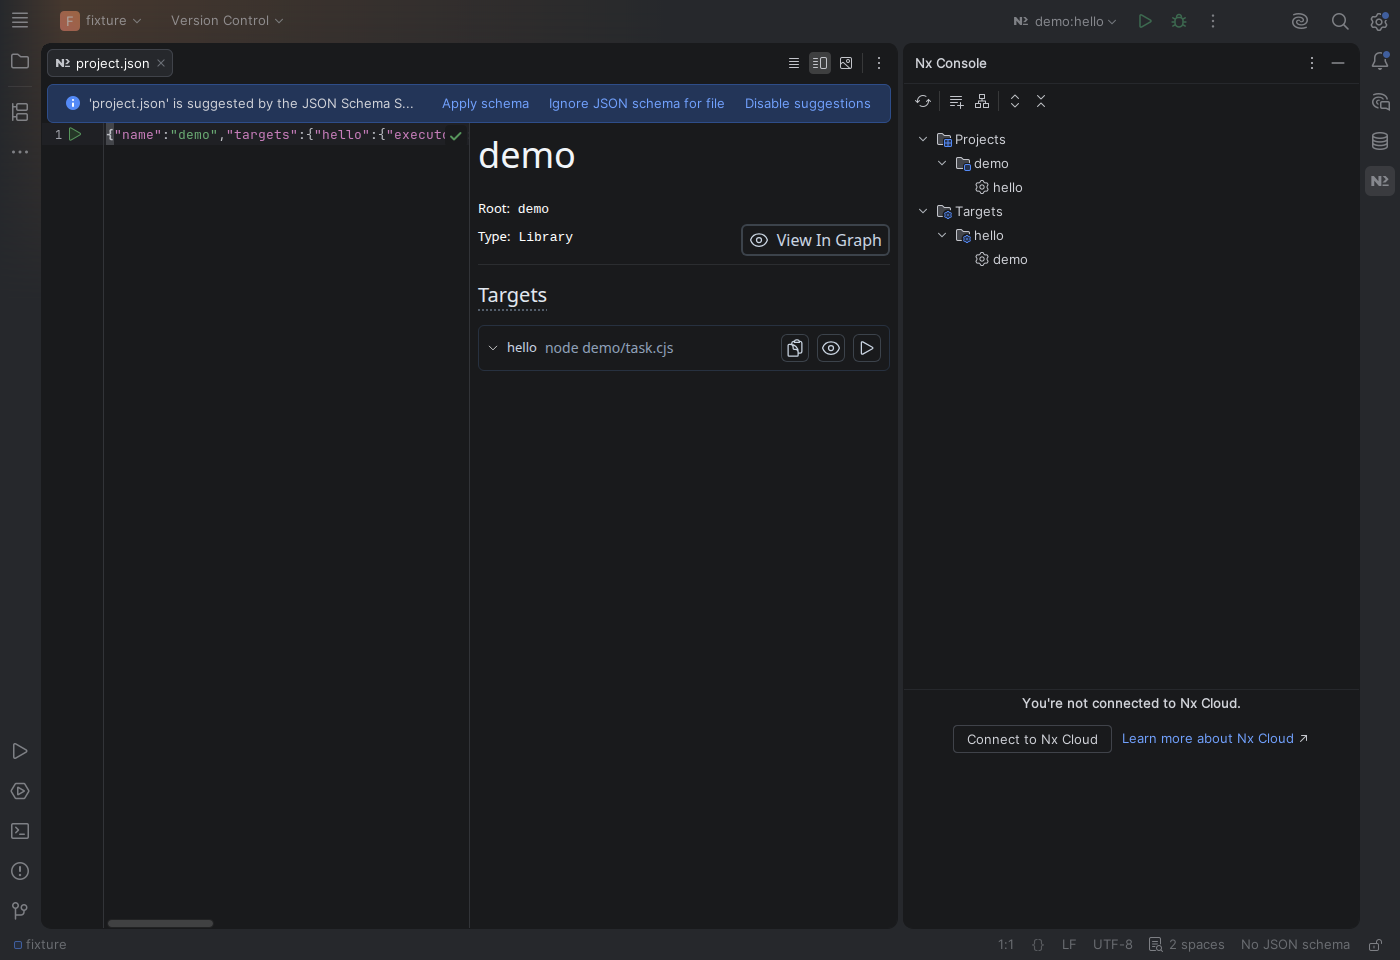 F fixture Version Control demo:hello
project.json
'project.json' is suggested by the JSON Schema S... Apply schema Ignore JSON schema for file Disable suggestions
1 {"name":"demo","targets":{"hello":{"execut
demo
Root: demo
Type: Library
View In Graph
Targets
hello node demo/task.cjs
Nx Console
Projects
demo
hello
Targets
hello
demo
You're not connected to Nx Cloud.
Connect to Nx Cloud Learn more about Nx Cloud
fixture 1:1 {} LF UTF-8 2 spaces No JSON schema